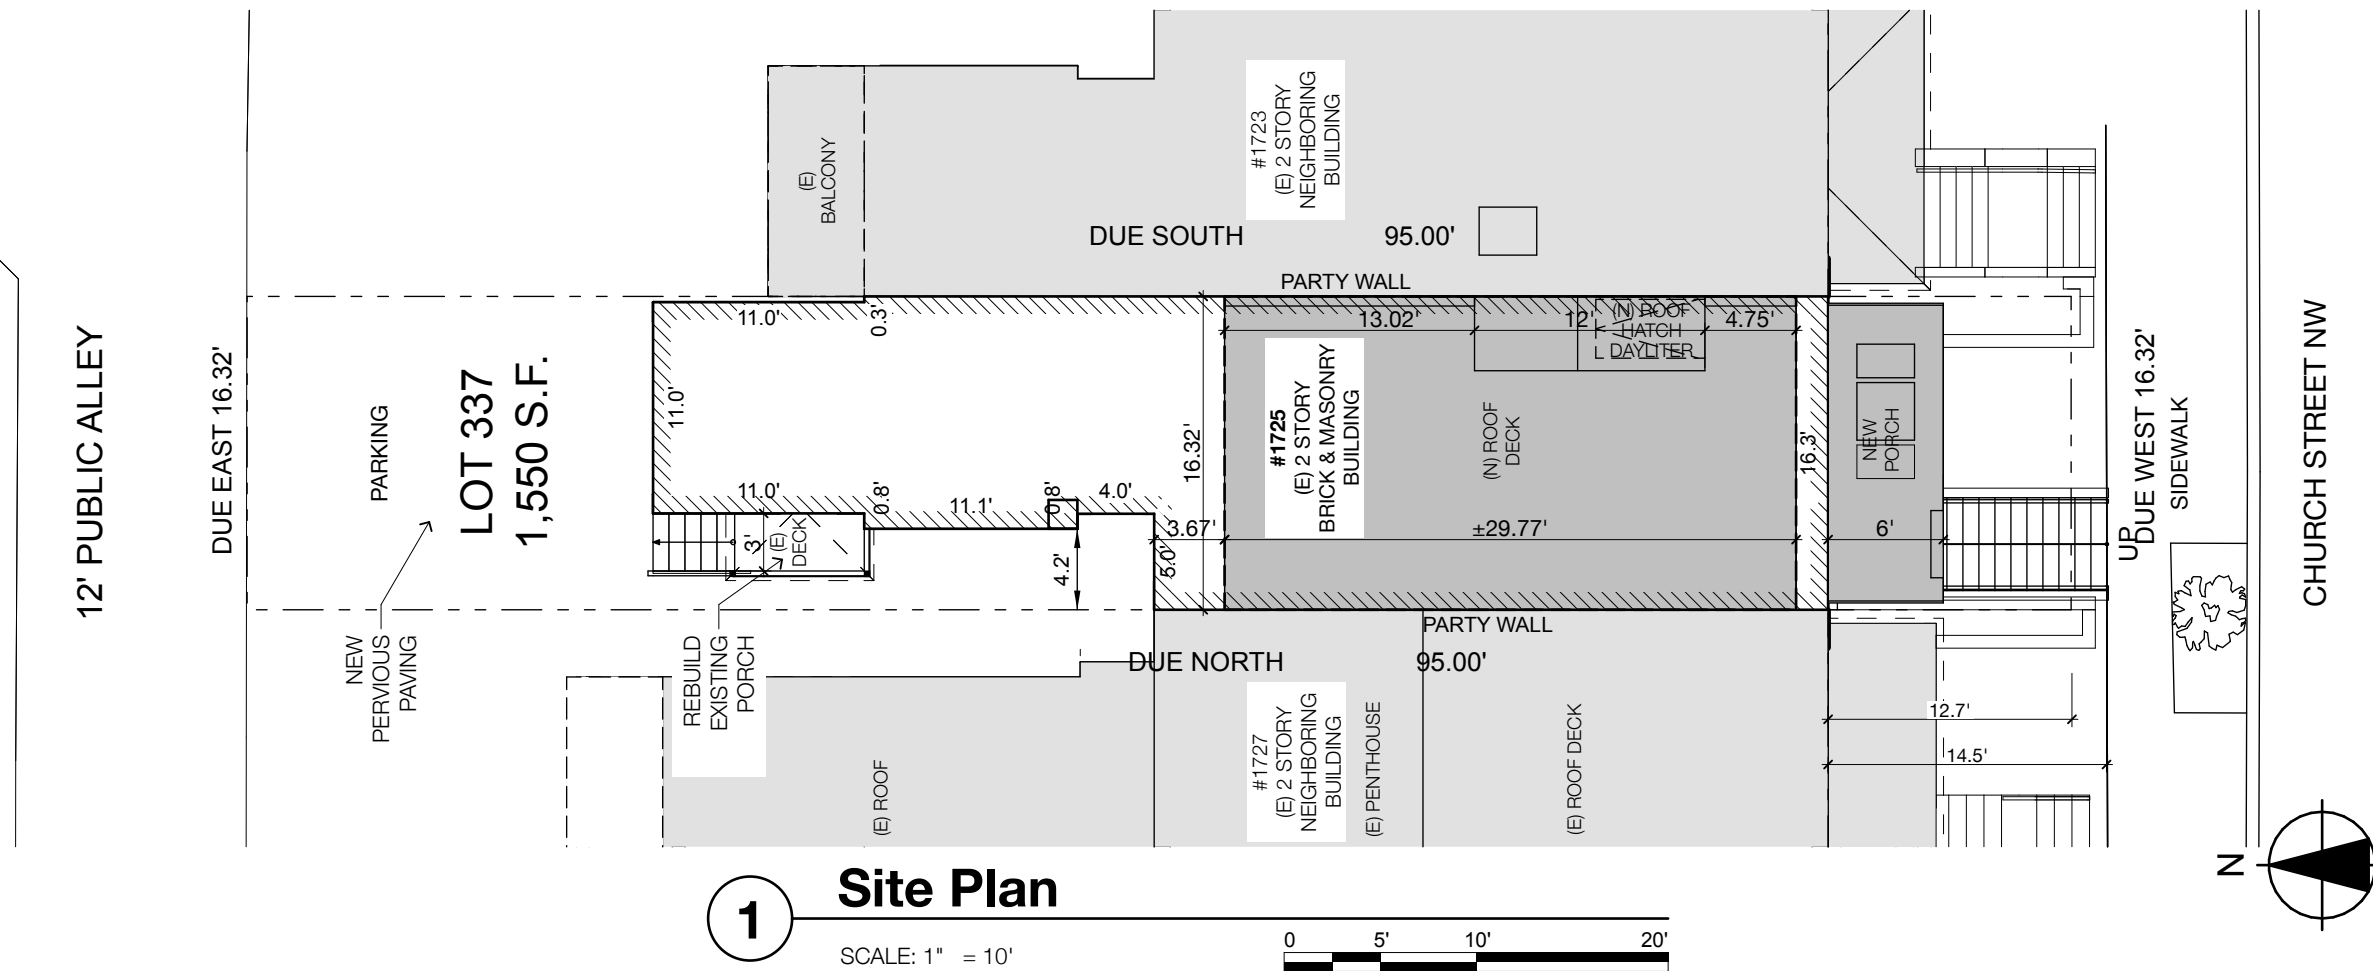 12' PUBLIC ALLEY
DUE EAST 16.32'
PARKING
LOT 337
1,550 S.F.
NEW
PERVIOUS
PAVING
(E)
BALCONY
#1723
(E) 2 STORY
NEIGHBORING
BUILDING
DUE SOUTH 95.00'
PARTY WALL
11.0'
0.3'
11.0'
11.0'
0.8'
11.1'
0.8'
4.0'
3'
(E)
DECK
4.2'
5.0'
3.67'
16.32'
13.02'
12'
4.75'
(N) ROOF
HATCH
DAYLITER
#1725
(E) 2 STORY
BRICK & MASONRY
BUILDING
(N) ROOF
DECK
±29.77'
16.3'
NEW
PORCH
6'
UP
DUE WEST 16.32'
SIDEWALK
CHURCH STREET NW
REBUILD
EXISTING
PORCH
PARTY WALL
DUE NORTH 95.00'
(E) ROOF
#1727
(E) 2 STORY
NEIGHBORING
BUILDING
(E) PENTHOUSE
(E) ROOF DECK
12.7'
14.5'
N
1
Site Plan
SCALE: 1" = 10'
0 5' 10' 20'